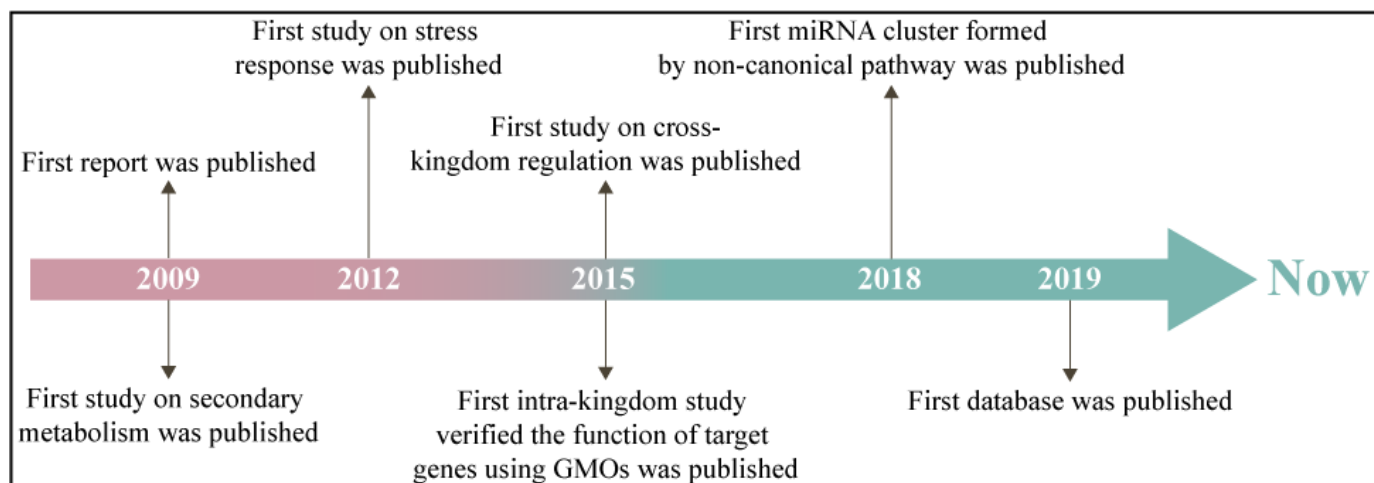 First study on stress
response was published
First miRNA cluster formed
by non-canonical pathway was published
First study on cross-
kingdom regulation was published
First report was published
2009
2012
2015
2018
2019
Now
First study on secondary
metabolism was published
First intra-kingdom study
verified the function of target
genes using GMOs was published
First database was published